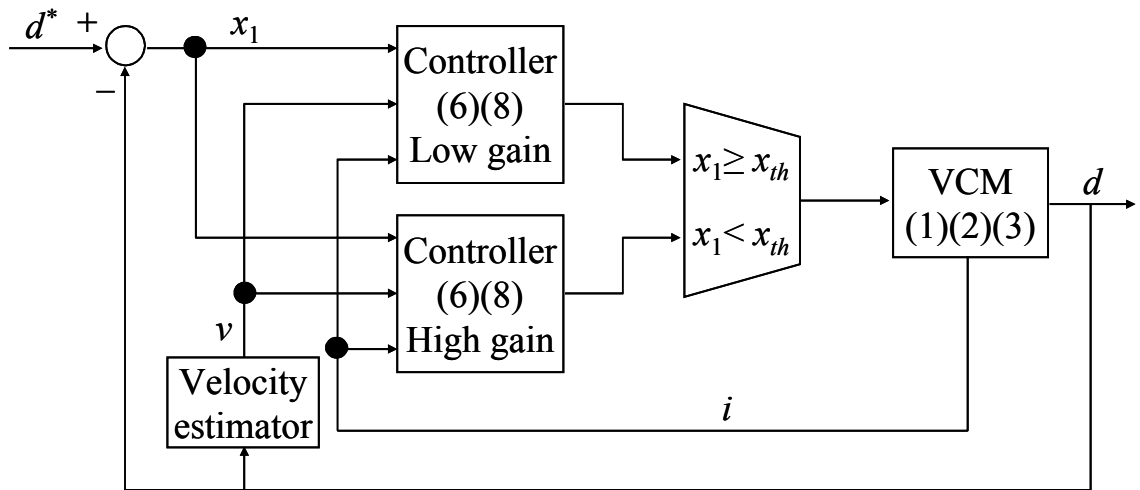 d* + x₁
−
Controller
(6)(8)
Low gain
x₁ ≥ xₜₕ
x₁ < xₜₕ
VCM
(1)(2)(3)
d
Controller
(6)(8)
High gain
v
Velocity
estimator
i